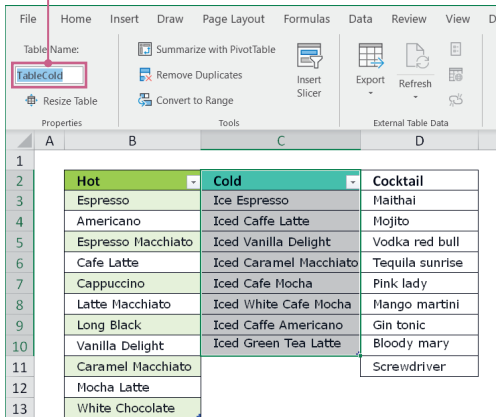 File Home Insert Draw Page Layout Formulas Data Review View D
Table Name: Summarize with PivotTable
TableCold Remove Duplicates Insert Slicer Export Refresh
Resize Table Convert to Range
Properties Tools External Table Data
A B C D
1
2 Hot Cold Cocktail
3 Espresso Ice Espresso Maithai
4 Americano Iced Caffe Latte Mojito
5 Espresso Macchiato Iced Vanilla Delight Vodka red bull
6 Cafe Latte Iced Caramel Macchiato Tequila sunrise
7 Cappuccino Iced Cafe Mocha Pink lady
8 Latte Macchiato Iced White Cafe Mocha Mango martini
9 Long Black Iced Caffe Americano Gin tonic
10 Vanilla Delight Iced Green Tea Latte Bloody mary
11 Caramel Macchiato Screwdriver
12 Mocha Latte
13 White Chocolate